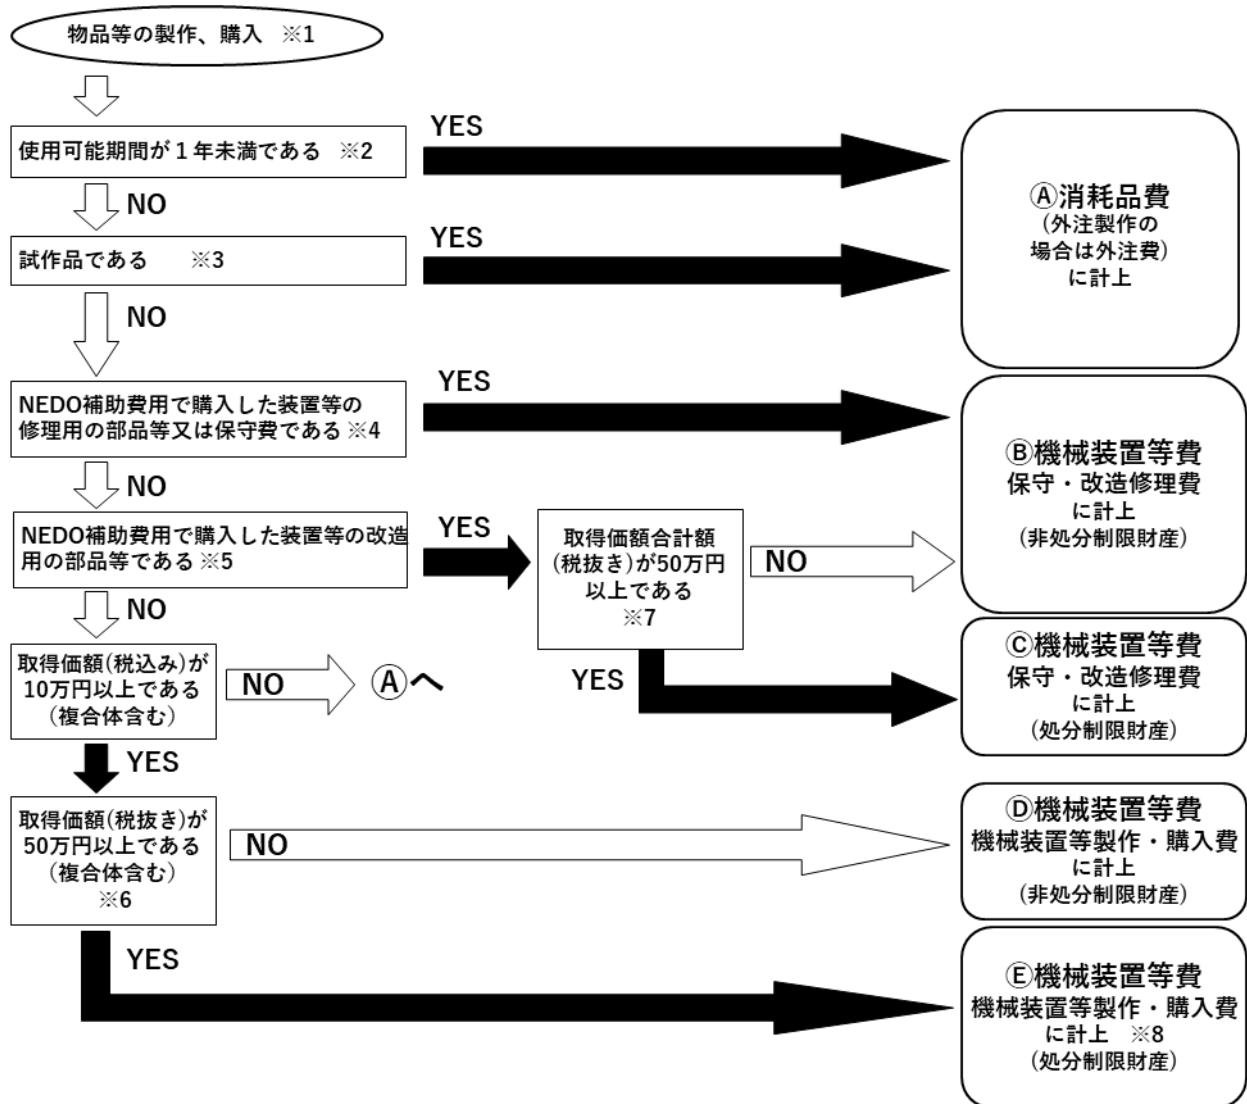 物品等の製作、購入 ※1
使用可能期間が１年未満である ※2
YES
NO
試作品である ※3
YES
NO
Ⓐ消耗品費
(外注製作の
場合は外注費)
に計上
NEDO補助費用で購入した装置等の
修理用の部品等又は保守費である ※4
YES
NO
NEDO補助費用で購入した装置等の改造
用の部品等である ※5
YES
NO
取得価額合計額
(税抜き)が50万円
以上である
※7
NO
YES
Ⓑ機械装置等費
保守・改造修理費
に計上
(非処分制限財産)
Ⓒ機械装置等費
保守・改造修理費
に計上
(処分制限財産)
取得価額(税込み)が
10万円以上である
(複合体含む)
NO
Ⓐへ
YES
取得価額(税抜き)が
50万円以上である
(複合体含む)
※6
NO
YES
Ⓓ機械装置等費
機械装置等製作・購入費
に計上
(非処分制限財産)
Ⓔ機械装置等費
機械装置等製作・購入費
に計上 ※8
(処分制限財産)